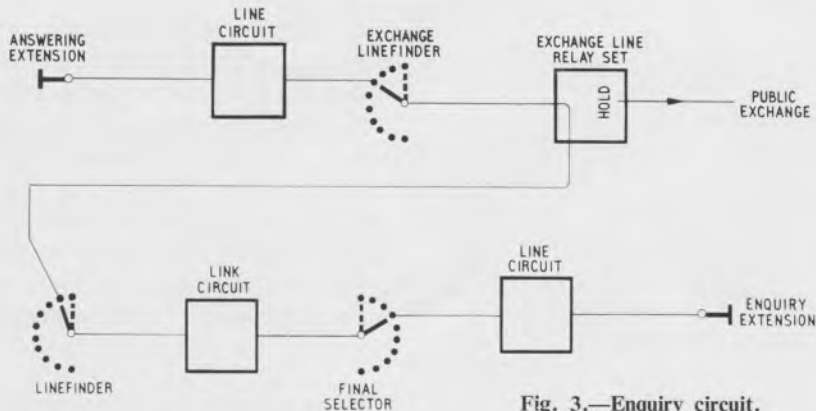 ANSWERING
EXTENSION
LINE
CIRCUIT
EXCHANGE
LINEFINDER
EXCHANGE LINE
RELAY SET
HOLD
PUBLIC
EXCHANGE
LINEFINDER
LINK
CIRCUIT
FINAL
SELECTOR
LINE
CIRCUIT
ENQUIRY
EXTENSION
Fig. 3.—Enquiry circuit.